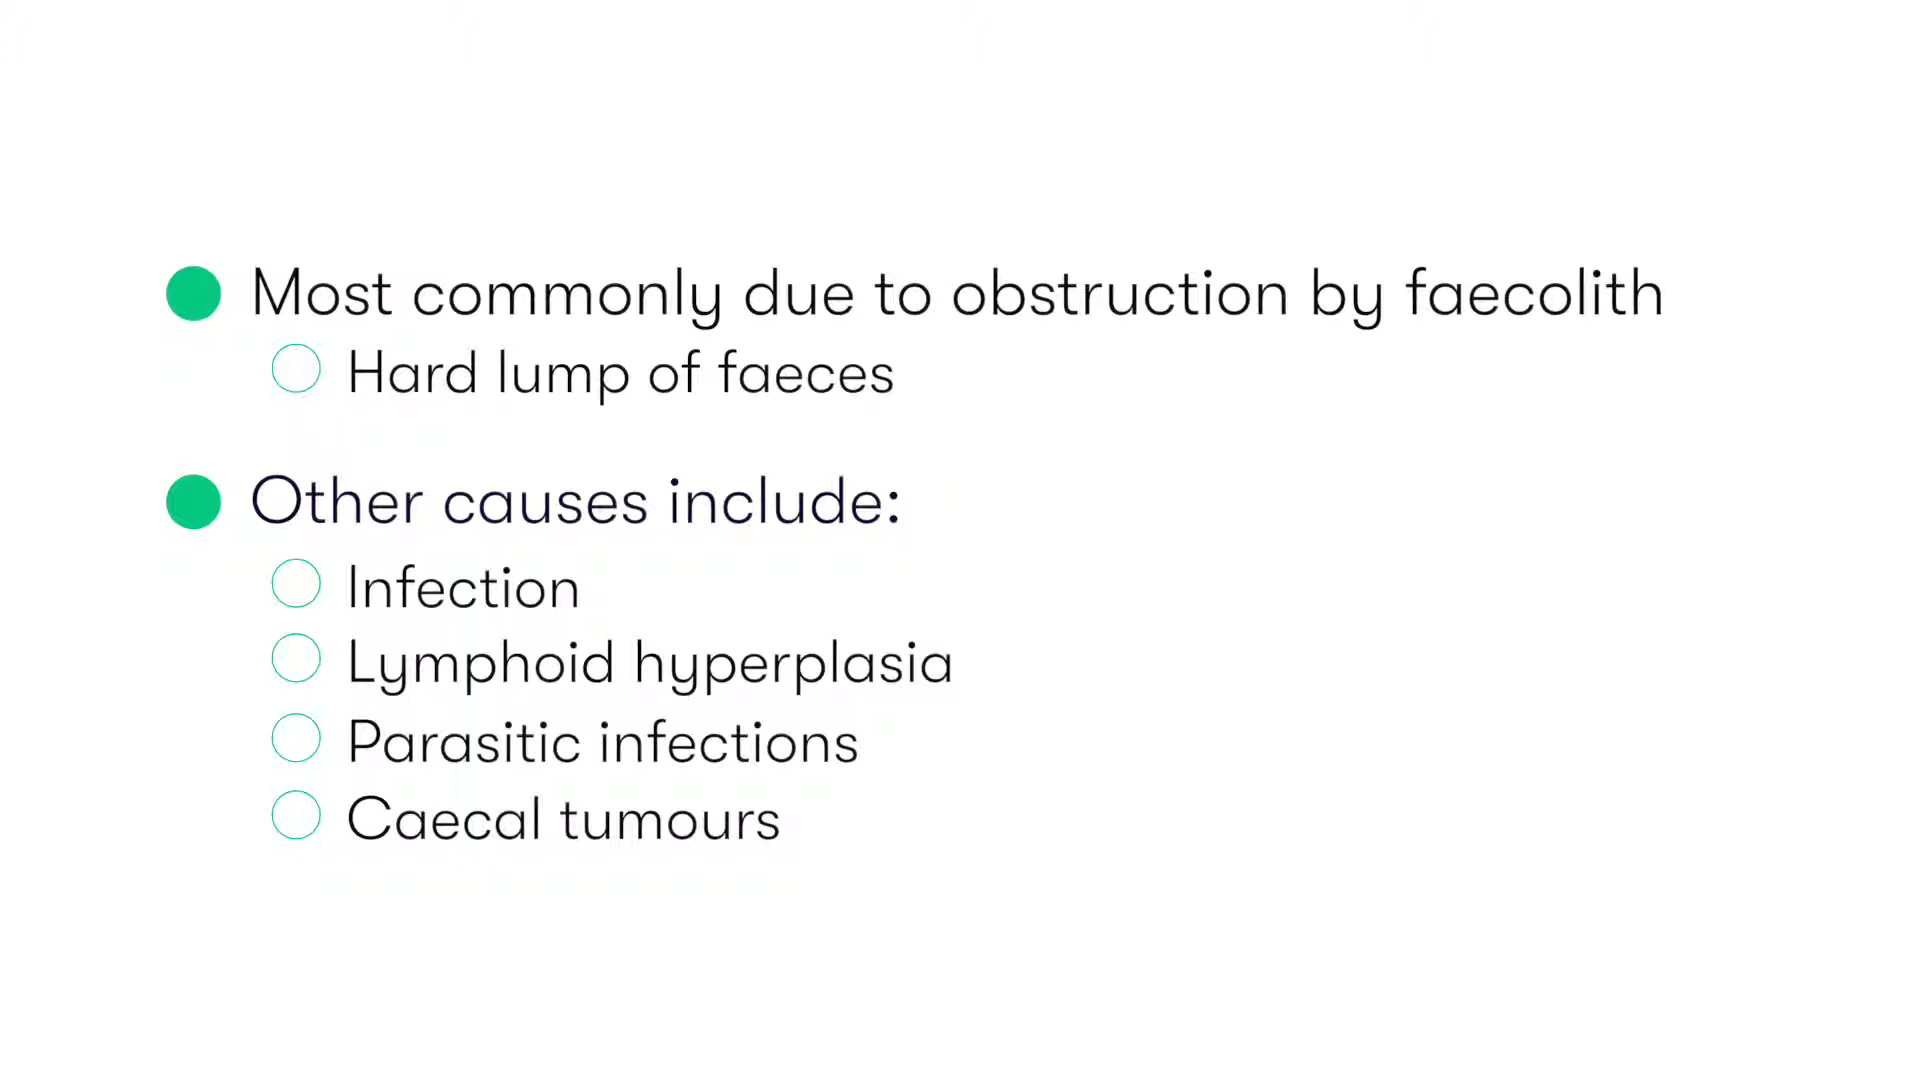 Most commonly due to obstruction by faecolith
Hard lump of faeces
Other causes include:
Infection
Lymphoid hyperplasia
Parasitic infections
Caecal tumours